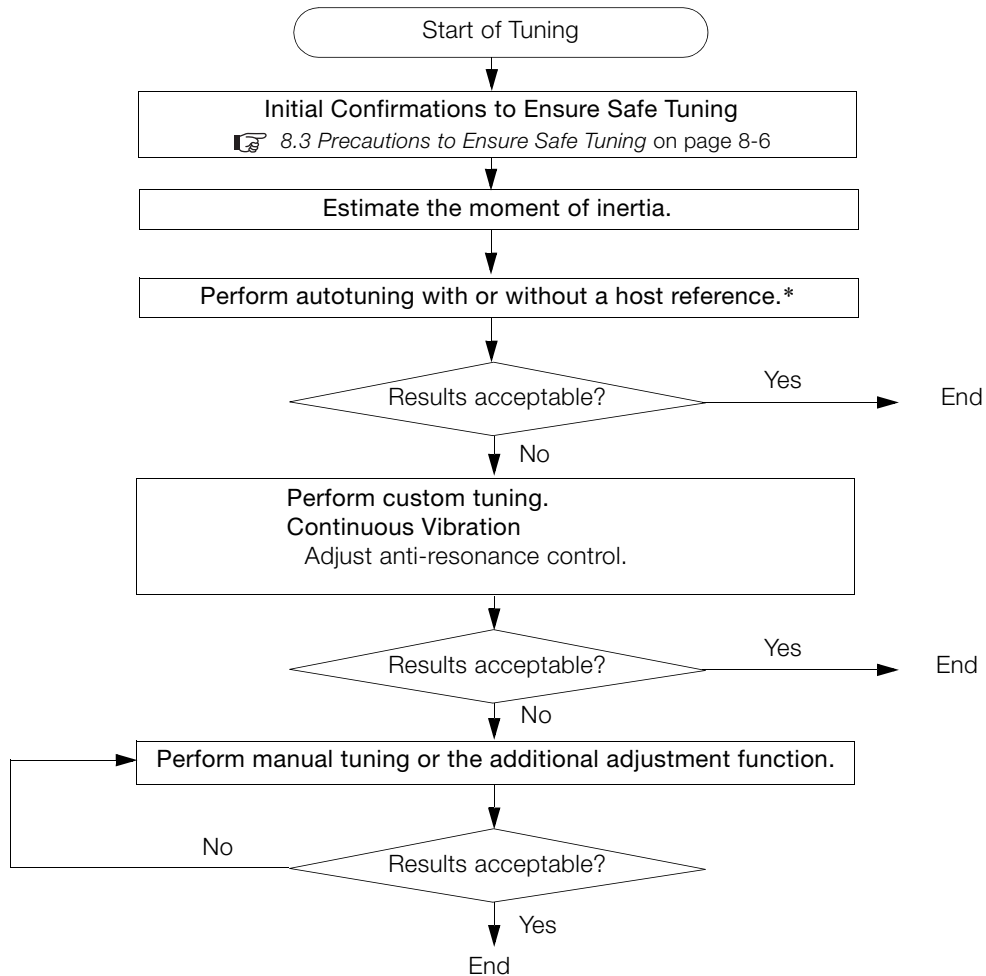 Start of Tuning
Initial Confirmations to Ensure Safe Tuning
8.3 Precautions to Ensure Safe Tuning on page 8-6
Estimate the moment of inertia.
Perform autotuning with or without a host reference.*
Results acceptable?
Yes
End
No
Perform custom tuning.
Continuous Vibration
Adjust anti-resonance control.
Results acceptable?
Yes
End
No
Perform manual tuning or the additional adjustment function.
No
Results acceptable?
Yes
End